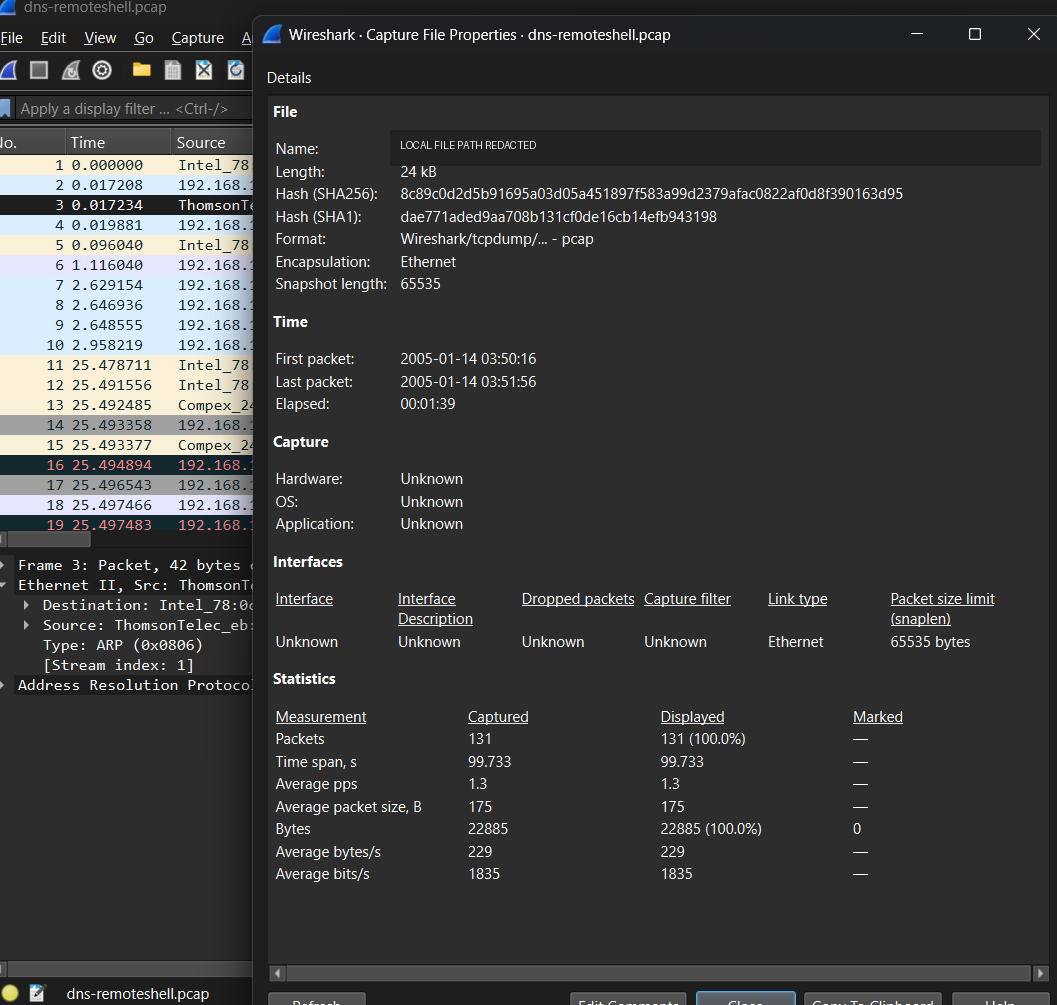 dns-remoteshell.pcap
File Edit View Go Capture
Apply a display filter ... <Ctrl-/>
No. Time Source
1 0.000000 Intel_78:
2 0.017208 192.168.1
3 0.017234 ThomsonTe
4 0.019881 192.168.1
5 0.096040 Intel_78:
6 1.116040 192.168.1
7 2.629154 192.168.1
8 2.646936 192.168.1
9 2.648555 192.168.1
10 2.958219 192.168.1
11 25.478711 Intel_78:
12 25.491556 Intel_78:
13 25.492485 Compex_24
14 25.493358 192.168.1
15 25.493377 Compex_24
16 25.494894 192.168.1
17 25.496543 192.168.1
18 25.497466 192.168.1
19 25.497483 192.168.1
Frame 3: Packet, 42 bytes
Ethernet II, Src: ThomsonTe
Destination: Intel_78:0
Source: ThomsonTelec_eb:
Type: ARP (0x0806)
[Stream index: 1]
Address Resolution Protocol
dns-remoteshell.pcap
Wireshark · Capture File Properties · dns-remoteshell.pcap
Details
File
Name: LOCAL FILE PATH REDACTED
Length: 24 kB
Hash (SHA256): 8c89c0d2d5b91695a03d05a451897f583a99d2379afac0822af0d8f390163d95
Hash (SHA1): dae771aded9aa708b131cf0de16cb14efb943198
Format: Wireshark/tcpdump/... - pcap
Encapsulation: Ethernet
Snapshot length: 65535
Time
First packet: 2005-01-14 03:50:16
Last packet: 2005-01-14 03:51:56
Elapsed: 00:01:39
Capture
Hardware: Unknown
OS: Unknown
Application: Unknown
Interfaces
Interface Interface Description Dropped packets Capture filter Link type Packet size limit (snaplen)
Unknown Unknown Unknown Unknown Ethernet 65535 bytes
Statistics
Measurement Captured Displayed Marked
Packets 131 131 (100.0%) —
Time span, s 99.733 99.733 —
Average pps 1.3 1.3 —
Average packet size, B 175 175 —
Bytes 22885 22885 (100.0%) 0
Average bytes/s 229 229 —
Average bits/s 1835 1835 —
Refresh Edit Comments Close Copy To Clipboard Help